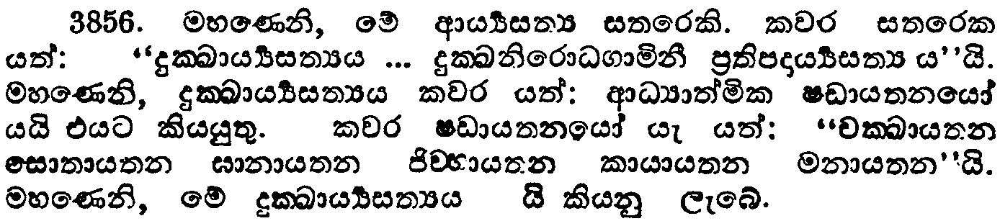 3856. මහණෙනි, මේ ආර්‍ය්‍යසත්‍ය සතරෙකි. කවර සතරෙක
යත්: “දුක්ඛාර්‍ය්‍යසත්‍යය ... දුක්ඛනිරොධගාමිනී ප්‍රතිපදාර්‍ය්‍යසත්‍ය ය”යි.
මහණෙනි, දුක්ඛාර්‍ය්‍යසත්‍යය කවර යත්: ආධ්‍යාත්මික ෂඩායතනයෝ
යයි එයට කියයුතු. කවර ෂඩායතනයෝ යැ යත්: “චක්ඛායතන
සොතායතන ඝානායතන ජිව්හායතන කායායතන මනායතන”යි.
මහණෙනි, මේ දුක්ඛාර්‍ය්‍යසත්‍යය යි කියනු ලැබේ.